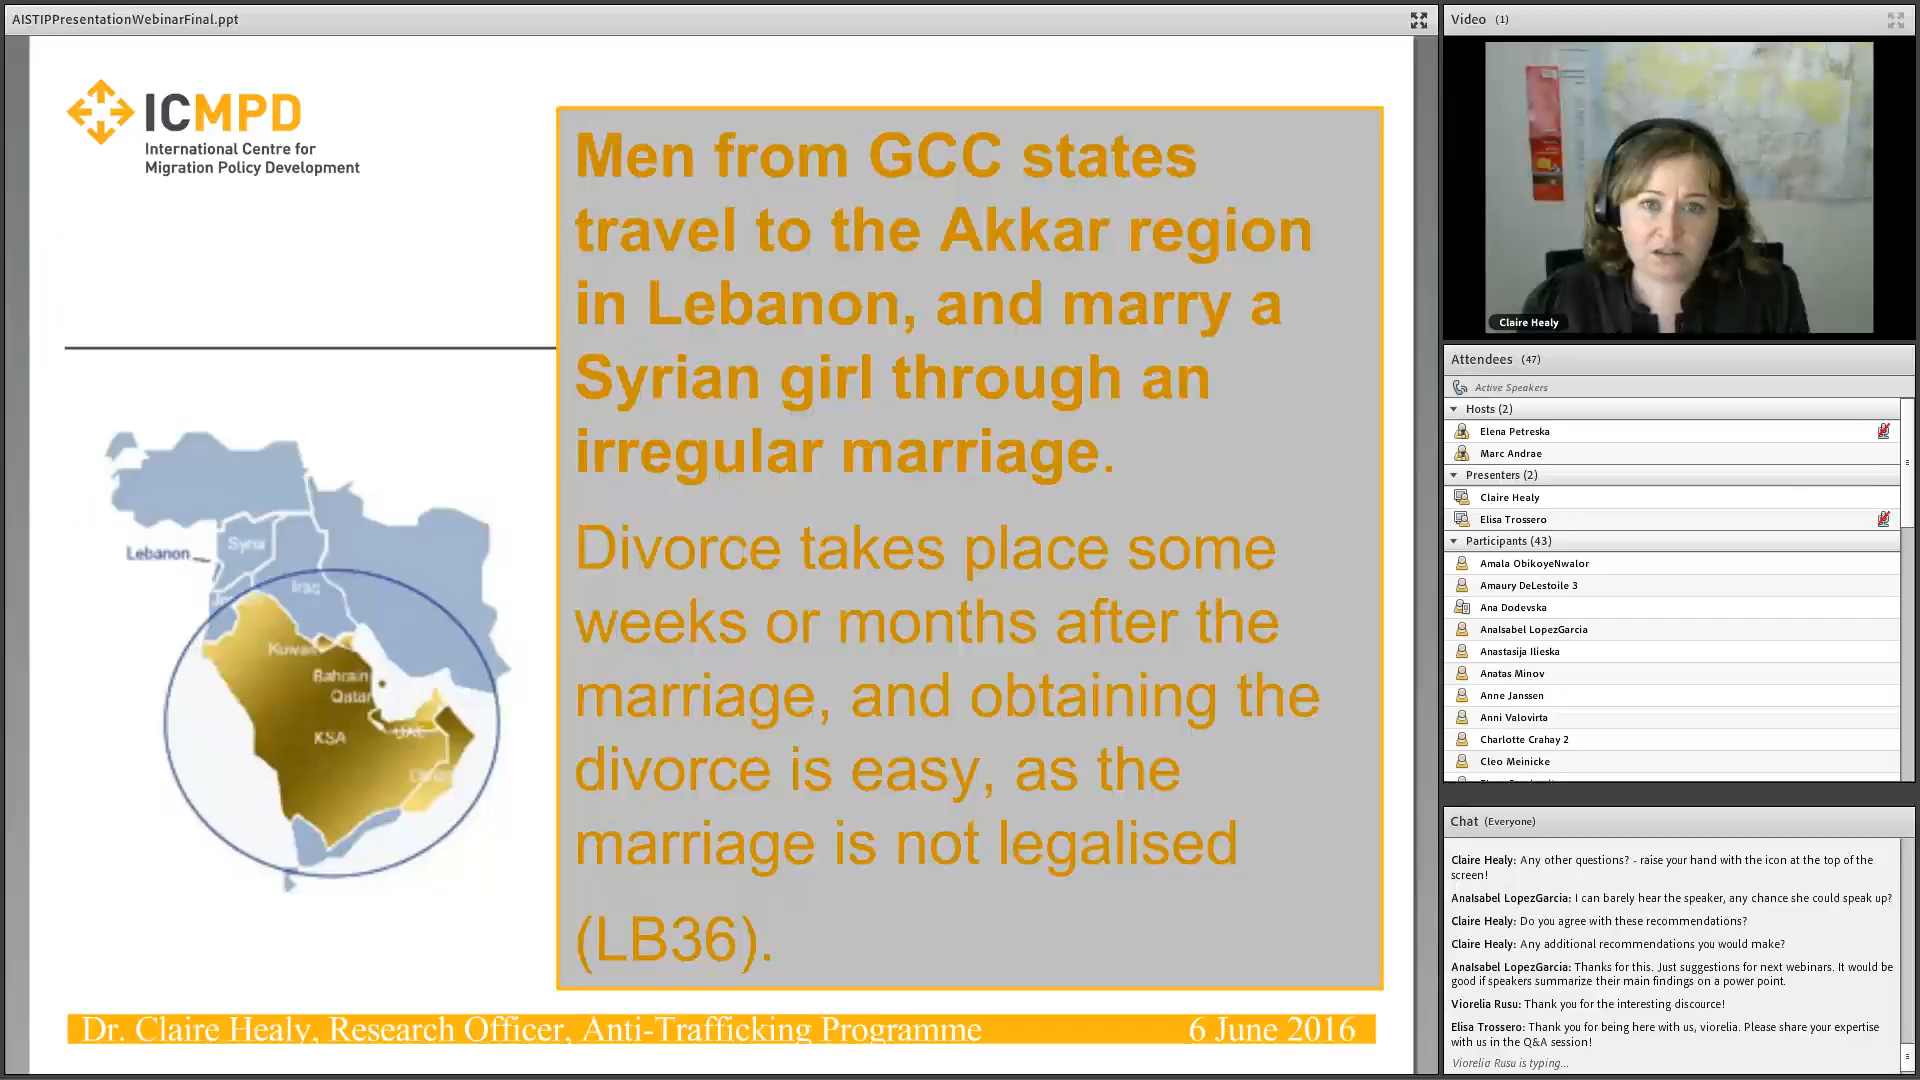 AISTIPPresentationWebinarFinal.ppt
ICMPD
International Centre for
Migration Policy Development
Men from GCC states
travel to the Akkar region
in Lebanon, and marry a
Syrian girl through an
irregular marriage.
Divorce takes place some
weeks or months after the
marriage, and obtaining the
divorce is easy, as the
marriage is not legalised
(LB36).
Syria
Lebanon
Iraq
Kuwait
Bahrain
Qatar
KSA
UAE
Oman
Dr. Claire Healy, Research Officer, Anti-Trafficking Programme 6 June 2016
Video (1)
Claire Healy
Attendees (47)
Active Speakers
Hosts (2)
Elena Petreska
Marc Andrae
Presenters (2)
Claire Healy
Elisa Trossero
Participants (43)
Amala ObikoyeNwalor
Amaury DeLestoile 3
Ana Dodevska
AnaIsabel LopezGarcia
Anastasija Ilieska
Anatas Minov
Anne Janssen
Anni Valovirta
Charlotte Crahay 2
Cleo Meinicke
Chat (Everyone)
Claire Healy: Any other questions? - raise your hand with the icon at the top of the
screen!
AnaIsabel LopezGarcia: I can barely hear the speaker, any chance she could speak up?
Claire Healy: Do you agree with these recommendations?
Claire Healy: Any additional recommendations you would make?
AnaIsabel LopezGarcia: Thanks for this. Just suggestions for next webinars. It would be
good if speakers summarize their main findings on a power point.
Viorelia Rusu: Thank you for the interesting discource!
Elisa Trossero: Thank you for being here with us, viorelia. Please share your expertise
with us in the Q&A session!
Viorelia Rusu is typing...